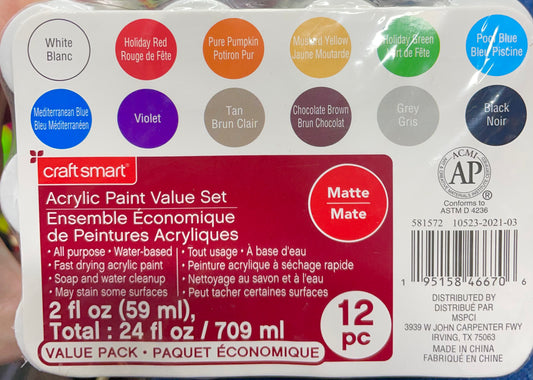 White
Blanc
Holiday Red
Rouge de Fête
Pure Pumpkin
Potiron Pur
Mustard Yellow
Jaune Moutarde
Holiday Green
Vert de Fête
Pool Blue
Bleu Piscine
Mediterranean Blue
Bleu Méditerranéen
Violet
Tan
Brun Clair
Chocolate Brown
Brun Chocolat
Grey
Gris
Black
Noir
craft smart
Acrylic Paint Value Set
Ensemble Économique
de Peintures Acryliques
• All purpose • Water-based
• Fast drying acrylic paint
• Soap and water cleanup
• May stain some surfaces
• Tout usage • À base d'eau
• Peinture acrylique à séchage rapide
• Nettoyage au savon et à l'eau
• Peut tacher certaines surfaces
2 fl oz (59 ml),
Total : 24 fl oz / 709 ml
VALUE PACK • PAQUET ÉCONOMIQUE
Matte
Mate
12
pc
ACMI
AP
®
Conforms to
ASTM D 4236
581572 10523-2021-03
1 95158 46670 6
DISTRIBUTED BY
DISTRIBUÉ PAR
MSPCI
3939 W JOHN CARPENTER FWY
IRVING, TX 75063
MADE IN CHINA
FABRIQUÉ EN CHINE